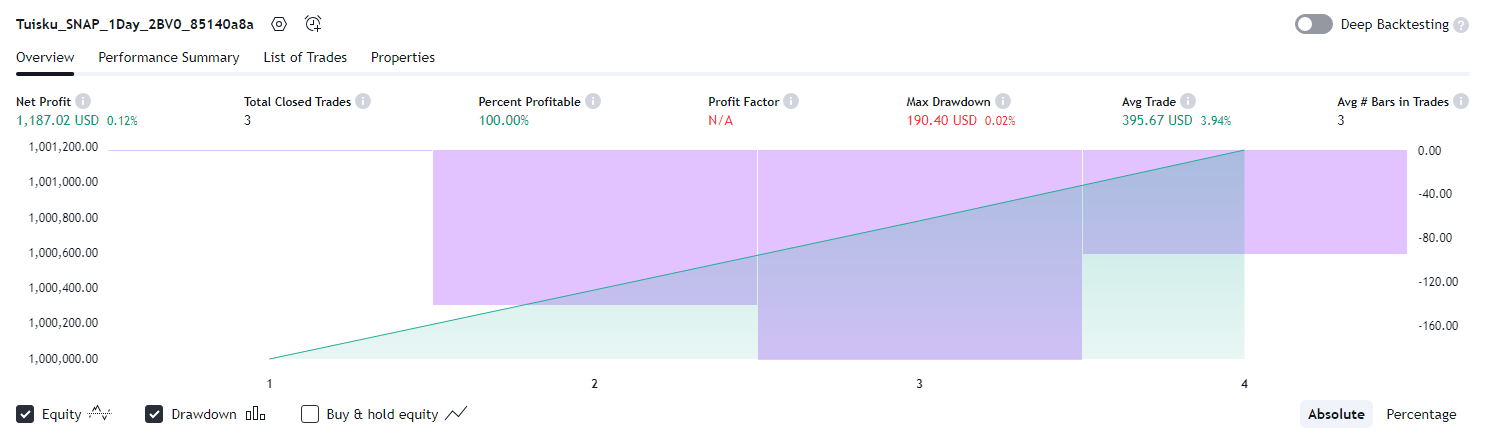 Tuisku_SNAP_1Day_2BV0_85140a8a
Deep Backtesting
Overview Performance Summary List of Trades Properties
Net Profit Total Closed Trades Percent Profitable Profit Factor Max Drawdown Avg Trade Avg # Bars in Trades
1,187.02 USD 0.12% 3 100.00% N/A 190.40 USD 0.02% 395.67 USD 3.94% 3
1,001,200.00 0.00
1,001,000.00 -40.00
1,000,800.00 -80.00
1,000,600.00 -120.00
1,000,400.00 -160.00
1,000,200.00
1,000,000.00
1 2 3 4
Equity Drawdown Buy & hold equity Absolute Percentage